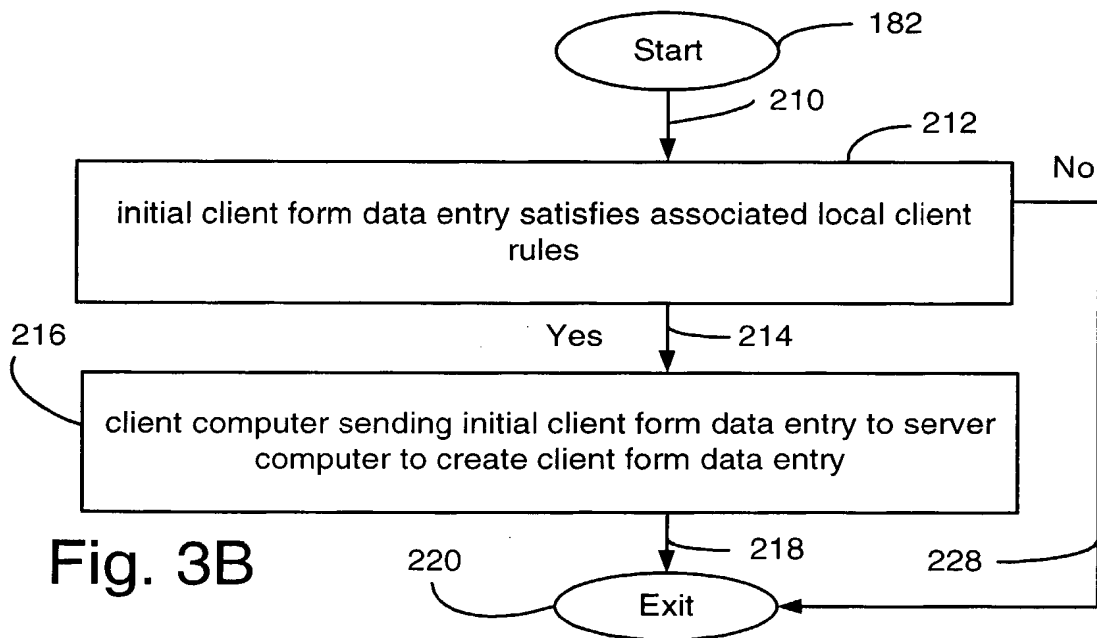 182
Start
210
212
No
initial client form data entry satisfies associated local client
rules
216
Yes
214
client computer sending initial client form data entry to server
computer to create client form data entry
Fig. 3B
220
218
228
Exit